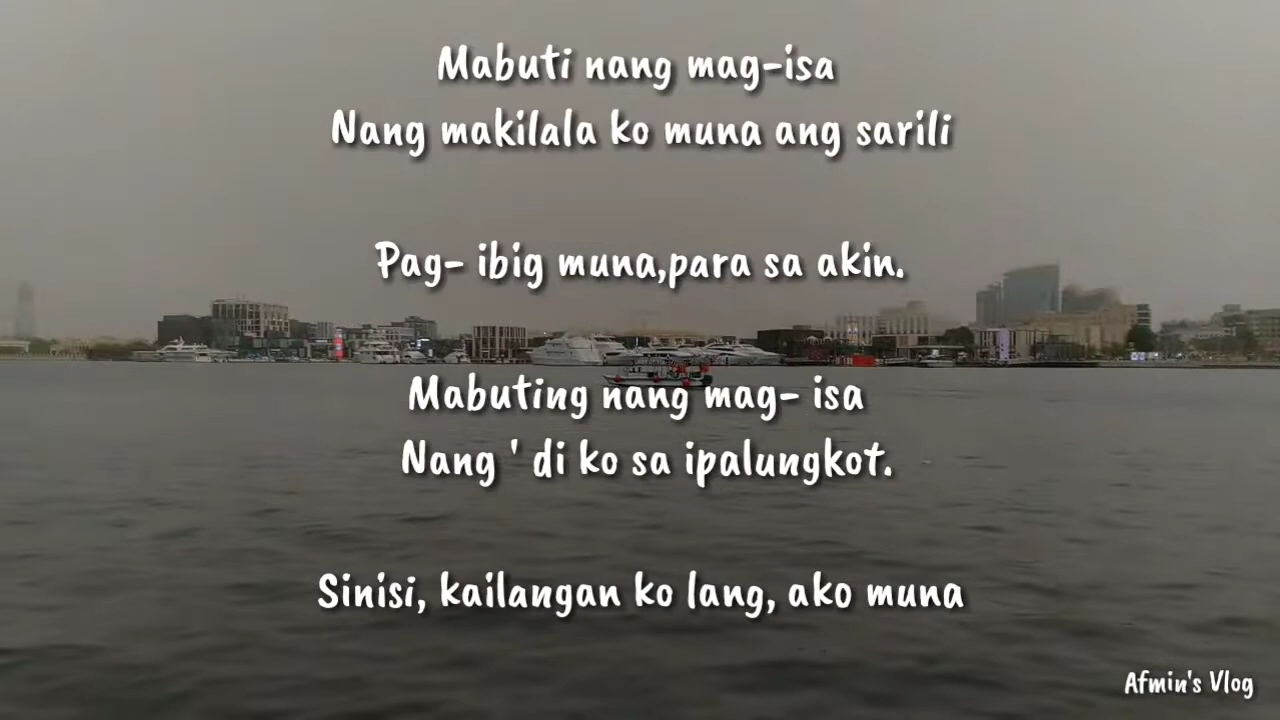 Mabuti nang mag-isa
Nang makilala ko muna ang sarili
Pag- ibig muna,para sa akin.
Mabuting nang mag- isa
Nang ' di ko sa ipalungkot.
Sinisi, kailangan ko lang, ako muna
Afmin's Vlog